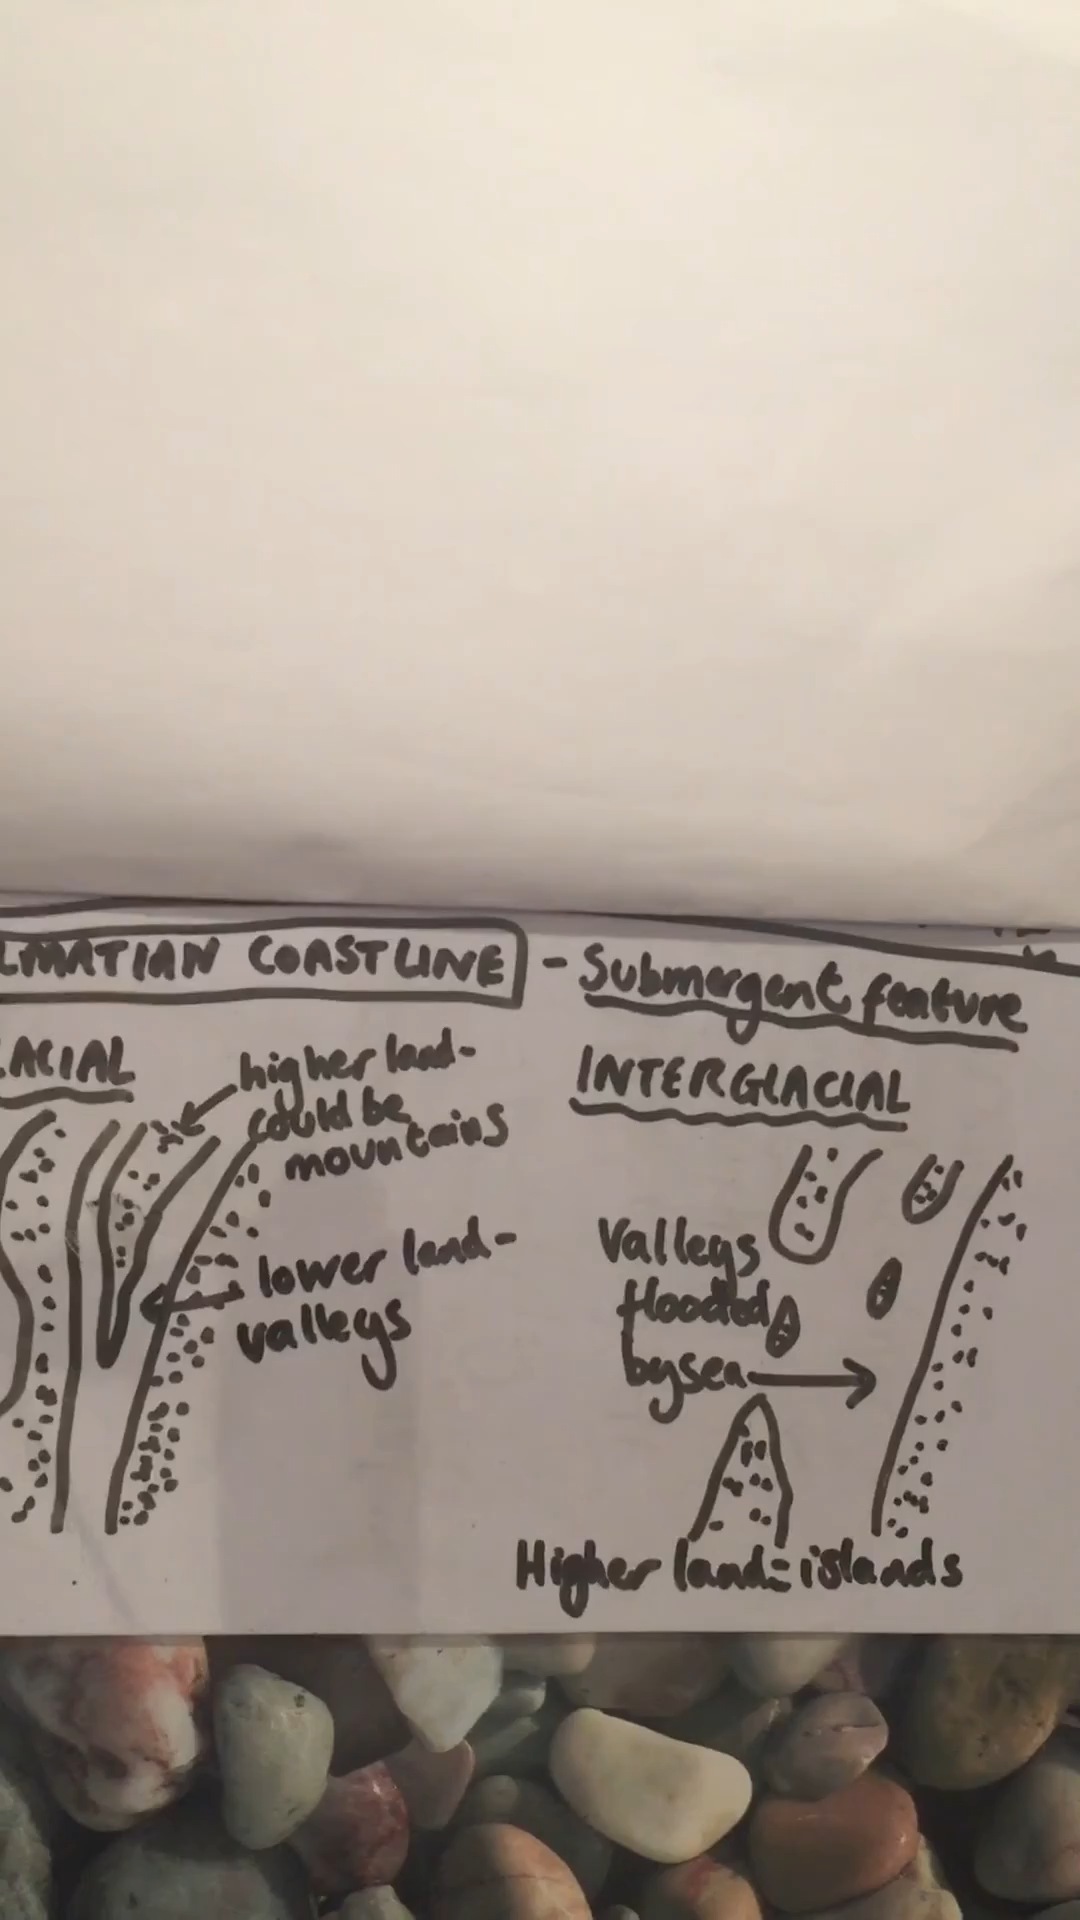 LMATIAN COASTLINE - Submergent feature
ACIAL
higher land-
could be
mountains
lower land-
valleys
INTERGLACIAL
Valleys
flooded
by sea
Higher land = islands